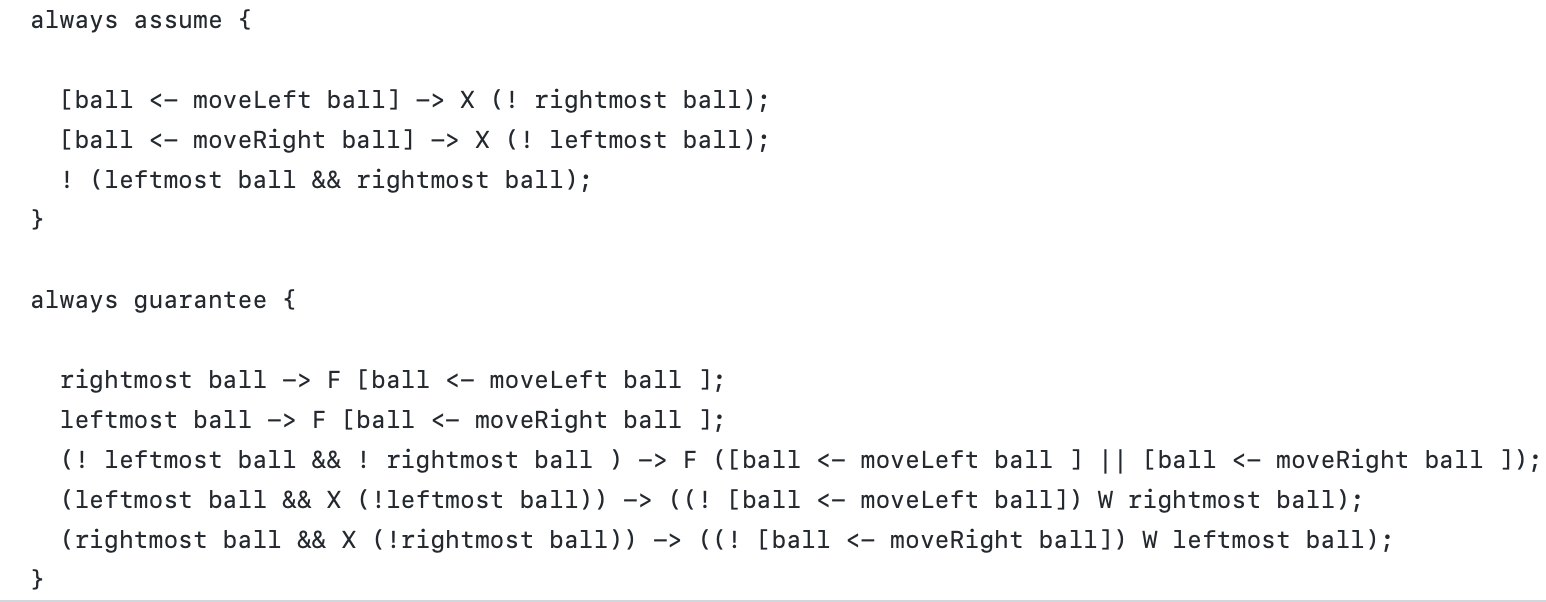 always assume {
[ball <- moveLeft ball] -> X (! rightmost ball);
[ball <- moveRight ball] -> X (! leftmost ball);
! (leftmost ball && rightmost ball);
}
always guarantee {
rightmost ball -> F [ball <- moveLeft ball ];
leftmost ball -> F [ball <- moveRight ball ];
(! leftmost ball && ! rightmost ball ) -> F ([ball <- moveLeft ball ] || [ball <- moveRight ball ]);
(leftmost ball && X (!leftmost ball)) -> ((! [ball <- moveLeft ball]) W rightmost ball);
(rightmost ball && X (!rightmost ball)) -> ((! [ball <- moveRight ball]) W leftmost ball);
}